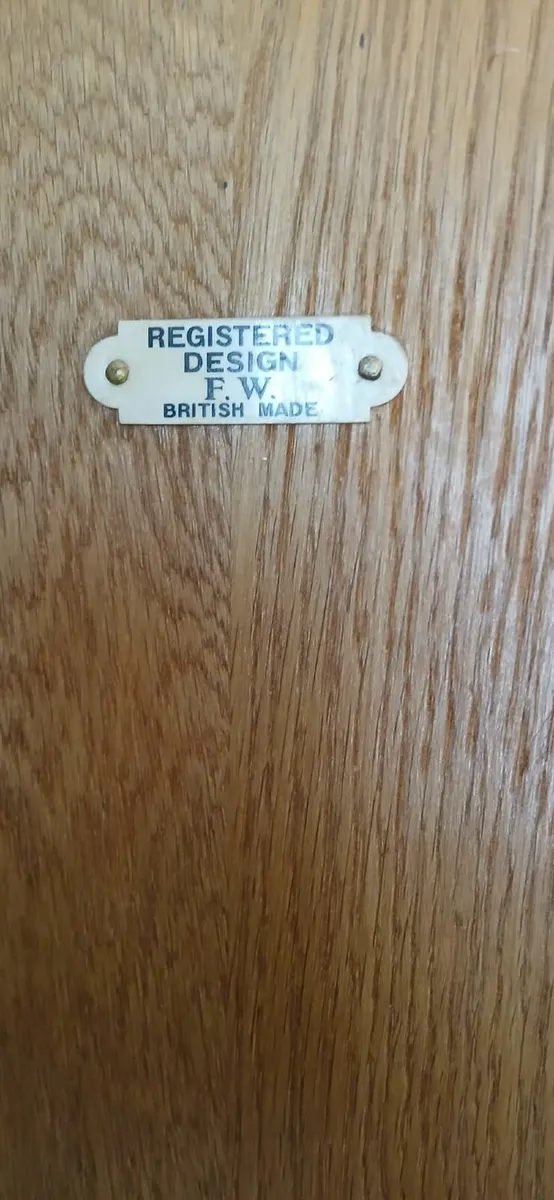 REGISTERED
DESIGN
F. W.
BRITISH MADE